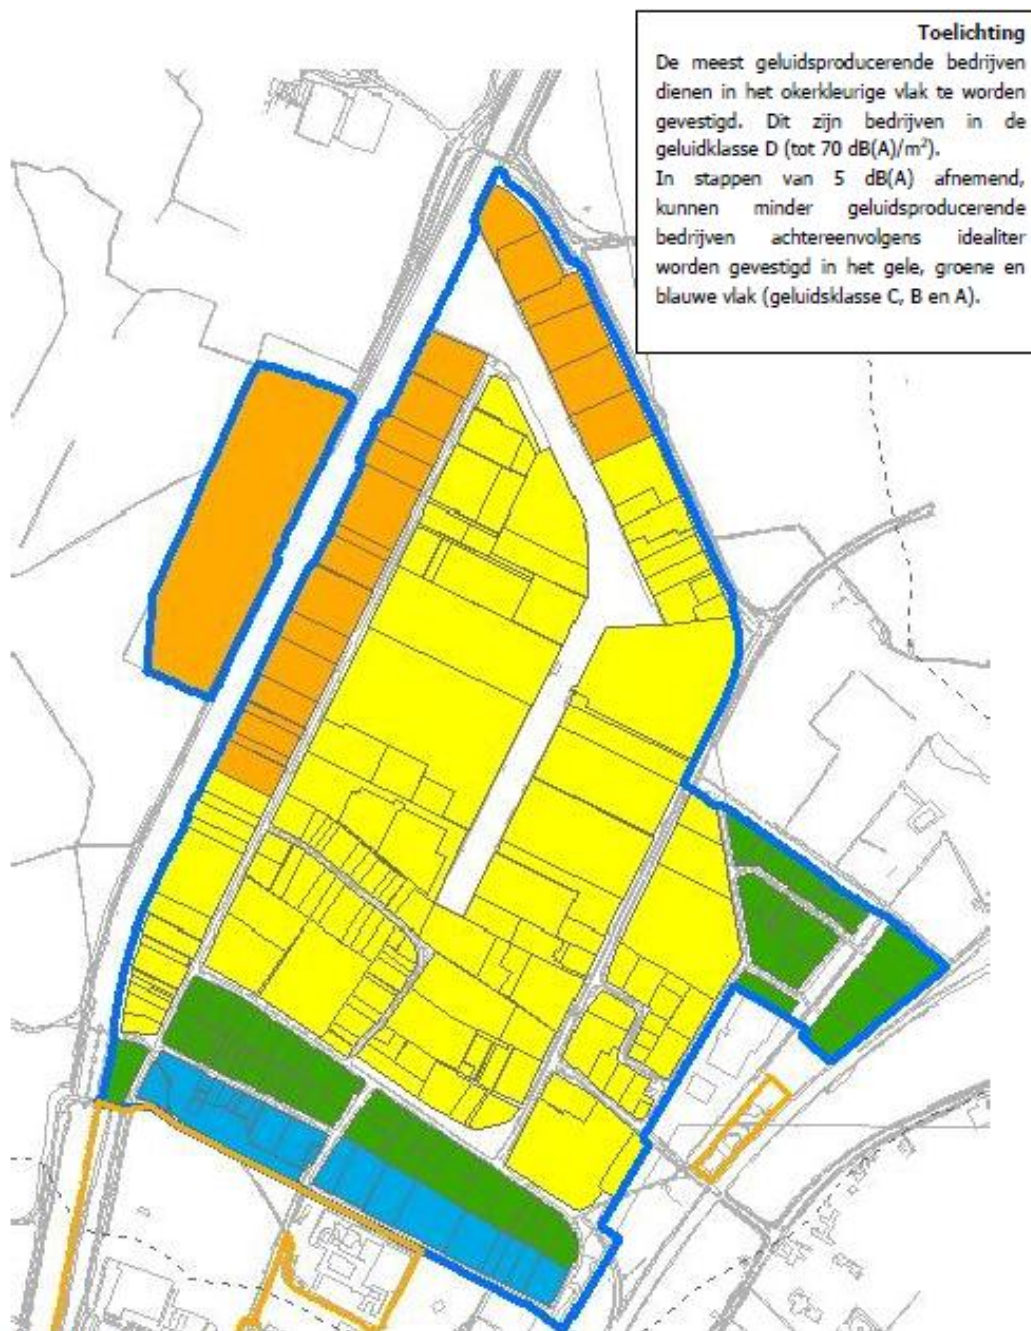 Toelichting
De meest geluidsproducerende bedrijven
dienen in het okerkleurige vlak te worden
gevestigd. Dit zijn bedrijven in de
geluidklasse D (tot 70 dB(A)/m²).
In stappen van 5 dB(A) afnemend,
kunnen minder geluidsproducerende
bedrijven achtereenvolgens idealiter
worden gevestigd in het gele, groene en
blauwe vlak (geluidsklasse C, B en A).